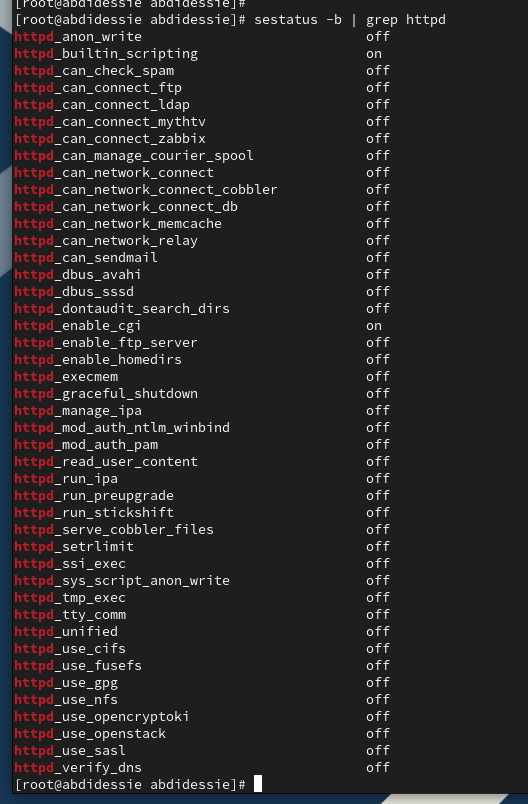 [root@abdidessie abdidessie]#
[root@abdidessie abdidessie]# sestatus -b | grep httpd
httpd_anon_write off
httpd_builtin_scripting on
httpd_can_check_spam off
httpd_can_connect_ftp off
httpd_can_connect_ldap off
httpd_can_connect_mythtv off
httpd_can_connect_zabbix off
httpd_can_manage_courier_spool off
httpd_can_network_connect off
httpd_can_network_connect_cobbler off
httpd_can_network_connect_db off
httpd_can_network_memcache off
httpd_can_network_relay off
httpd_can_sendmail off
httpd_dbus_avahi off
httpd_dbus_sssd off
httpd_dontaudit_search_dirs off
httpd_enable_cgi on
httpd_enable_ftp_server off
httpd_enable_homedirs off
httpd_execmem off
httpd_graceful_shutdown off
httpd_manage_ipa off
httpd_mod_auth_ntlm_winbind off
httpd_mod_auth_pam off
httpd_read_user_content off
httpd_run_ipa off
httpd_run_preupgrade off
httpd_run_stickshift off
httpd_serve_cobbler_files off
httpd_setrlimit off
httpd_ssi_exec off
httpd_sys_script_anon_write off
httpd_tmp_exec off
httpd_tty_comm off
httpd_unified off
httpd_use_cifs off
httpd_use_fusefs off
httpd_use_gpg off
httpd_use_nfs off
httpd_use_opencryptoki off
httpd_use_openstack off
httpd_use_sasl off
httpd_verify_dns off
[root@abdidessie abdidessie]#